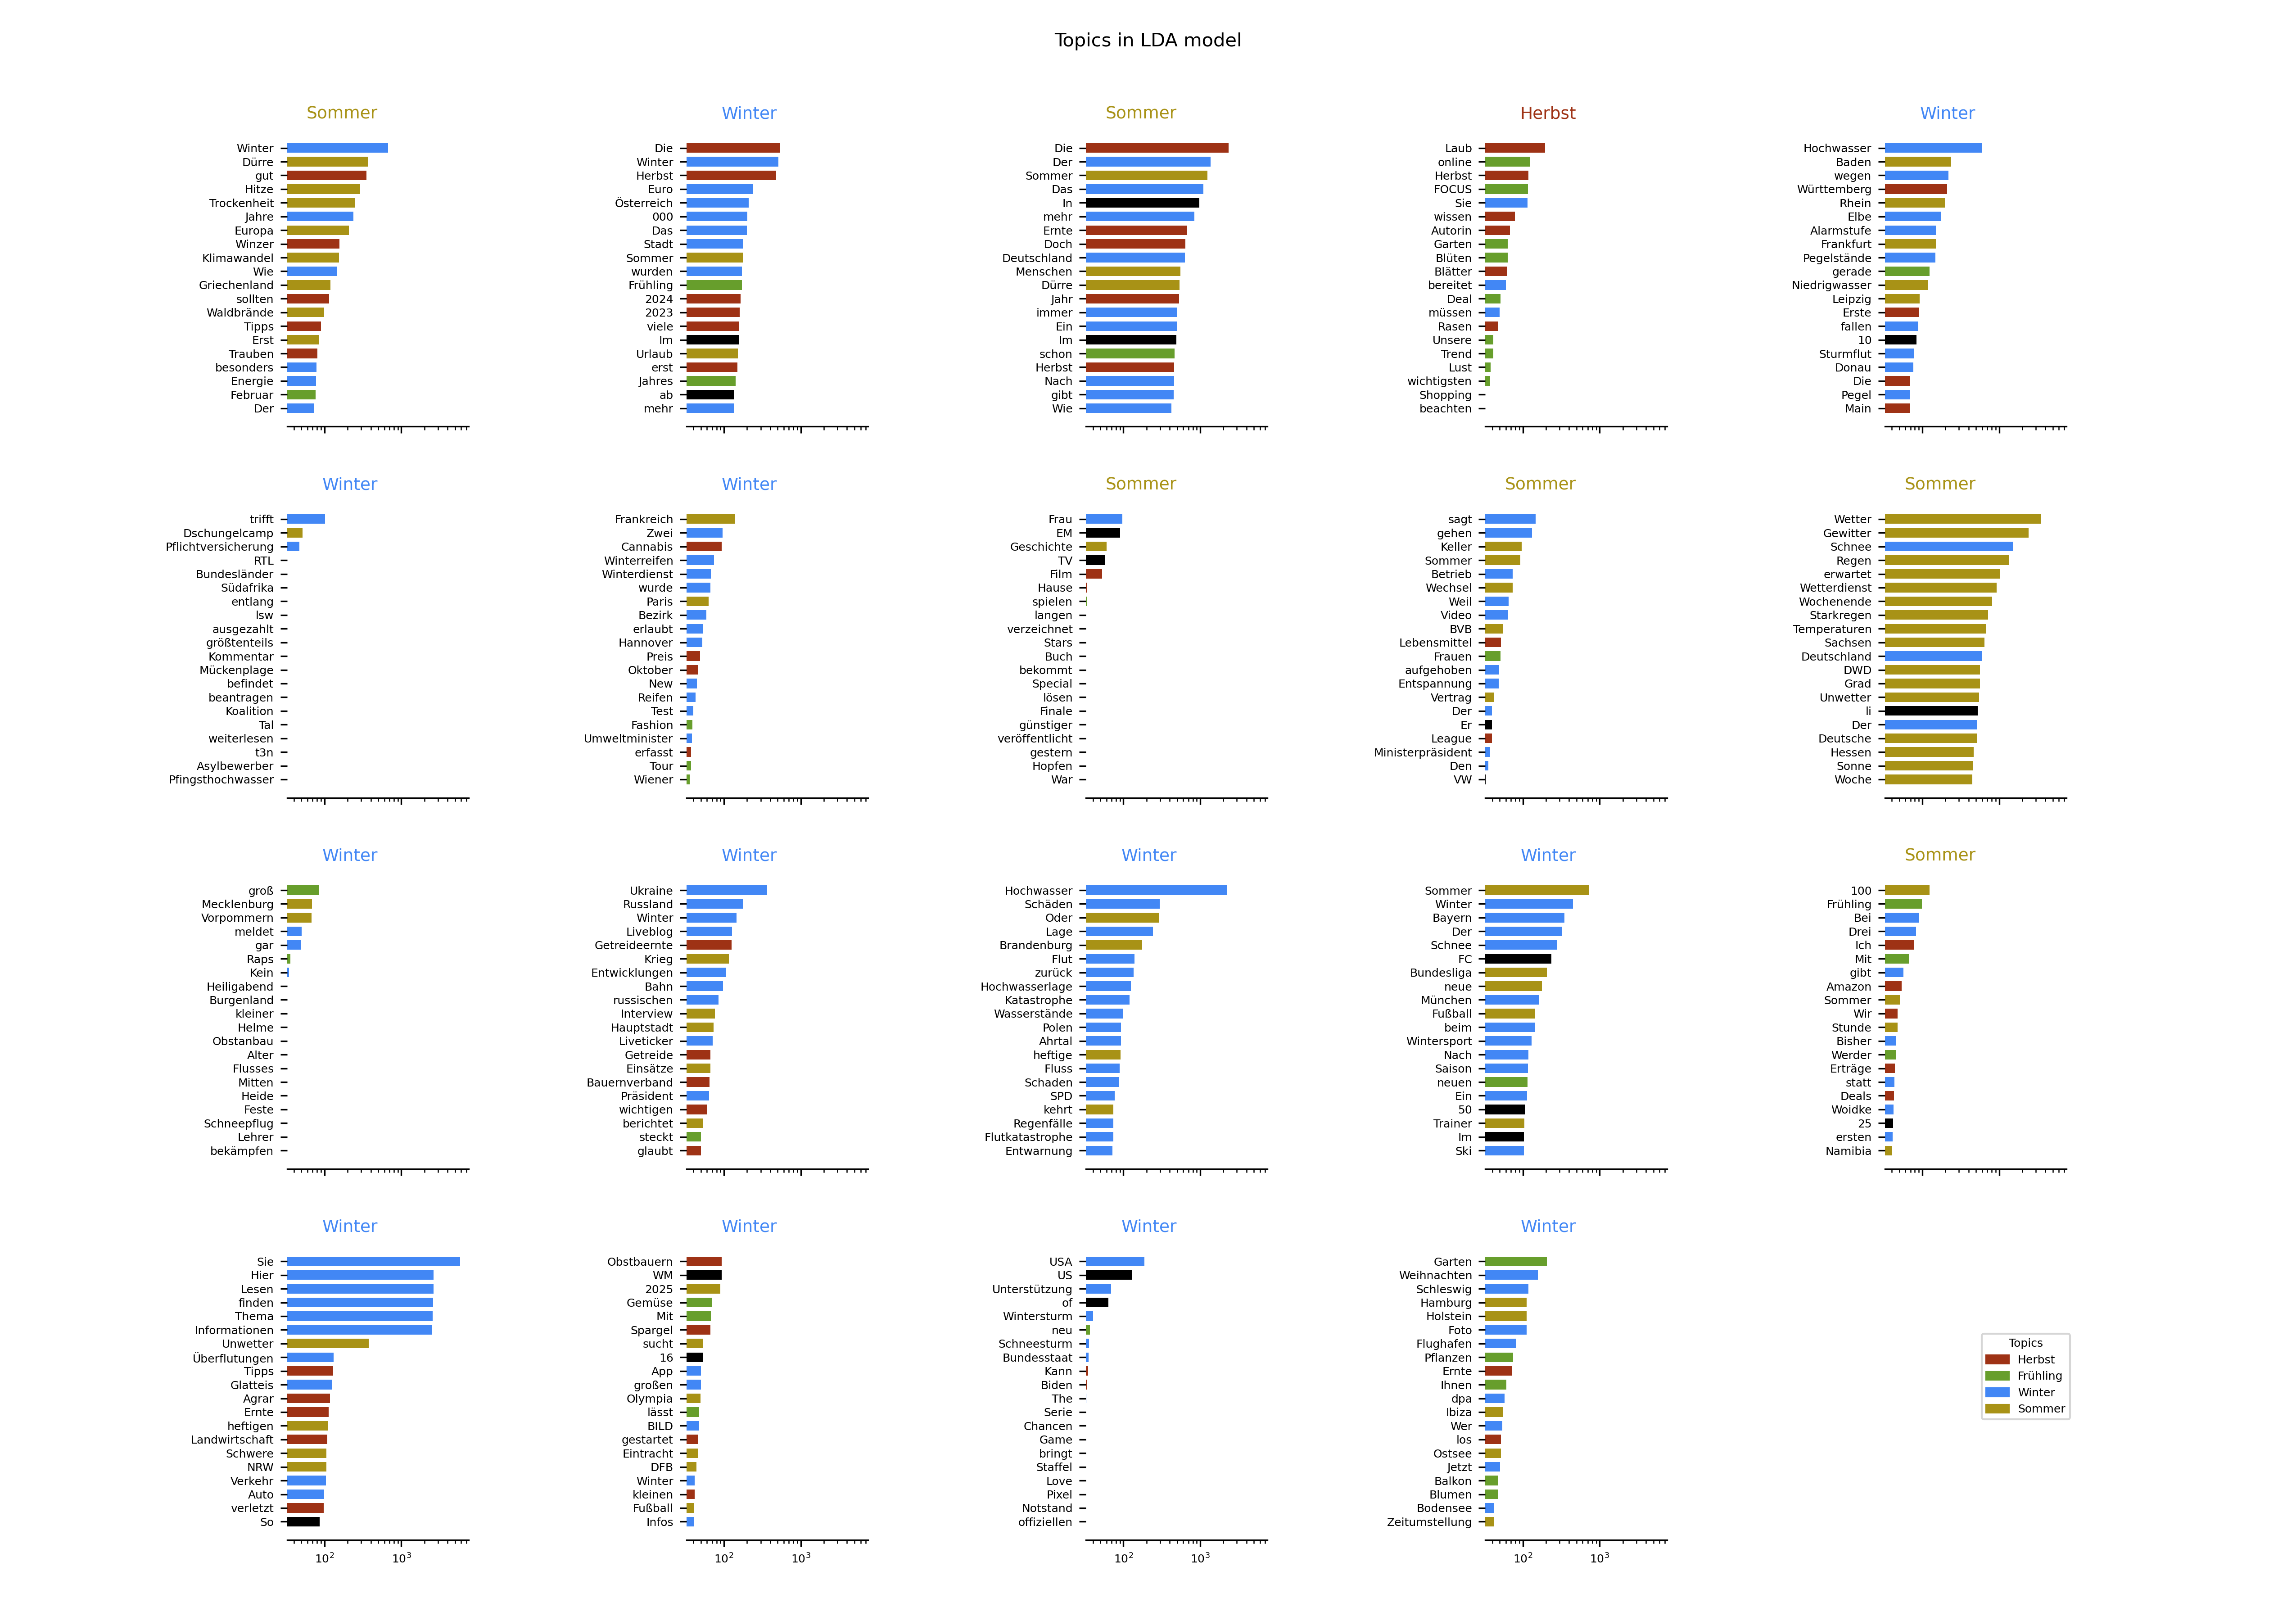 Topics in LDA model
Sommer
Winter
Dürre
gut
Hitze
Trockenheit
Jahre
Europa
Winzer
Klimawandel
Wie
Griechenland
sollten
Waldbrände
Tipps
Erst
Trauben
besonders
Energie
Februar
Der
Winter
Die
Winter
Herbst
Euro
Österreich
000
Das
Stadt
Sommer
wurden
Frühling
2024
2023
viele
Im
Urlaub
erst
Jahres
ab
mehr
Sommer
Die
Der
Sommer
Das
In
mehr
Ernte
Doch
Deutschland
Menschen
Dürre
Jahr
immer
Ein
Im
schon
Herbst
Nach
gibt
Wie
Herbst
Laub
online
Herbst
FOCUS
Sie
wissen
Autorin
Garten
Blüten
Blätter
bereitet
Deal
müssen
Rasen
Unsere
Trend
Lust
wichtigsten
Shopping
beachten
Winter
Hochwasser
Baden
wegen
Württemberg
Rhein
Elbe
Alarmstufe
Frankfurt
Pegelstände
gerade
Niedrigwasser
Leipzig
Erste
fallen
10
Sturmflut
Donau
Die
Pegel
Main
Winter
trifft
Dschungelcamp
Pflichtversicherung
RTL
Bundesländer
Südafrika
entlang
lsw
ausgezahlt
größtenteils
Kommentar
Mückenplage
befindet
beantragen
Koalition
Tal
weiterlesen
t3n
Asylbewerber
Pfingsthochwasser
Winter
Frankreich
Zwei
Cannabis
Winterreifen
Winterdienst
wurde
Paris
Bezirk
erlaubt
Hannover
Preis
Oktober
New
Reifen
Test
Fashion
Umweltminister
erfasst
Tour
Wiener
Sommer
Frau
EM
Geschichte
TV
Film
Hause
spielen
langen
verzeichnet
Stars
Buch
bekommt
Special
lösen
Finale
günstiger
veröffentlicht
gestern
Hopfen
War
Sommer
sagt
gehen
Keller
Sommer
Betrieb
Wechsel
Weil
Video
BVB
Lebensmittel
Frauen
aufgehoben
Entspannung
Vertrag
Der
Er
League
Ministerpräsident
Den
VW
Sommer
Wetter
Gewitter
Schnee
Regen
erwartet
Wetterdienst
Wochenende
Starkregen
Temperaturen
Sachsen
Deutschland
DWD
Grad
Unwetter
li
Der
Deutsche
Hessen
Sonne
Woche
Winter
groß
Mecklenburg
Vorpommern
meldet
gar
Raps
Kein
Heiligabend
Burgenland
kleiner
Helme
Obstanbau
Alter
Flusses
Mitten
Heide
Feste
Schneepflug
Lehrer
bekämpfen
Winter
Ukraine
Russland
Winter
Liveblog
Getreideernte
Krieg
Entwicklungen
Bahn
russischen
Interview
Hauptstadt
Liveticker
Getreide
Einsätze
Bauernverband
Präsident
wichtigen
berichtet
steckt
glaubt
Winter
Hochwasser
Schäden
Oder
Lage
Brandenburg
Flut
zurück
Hochwasserlage
Katastrophe
Wasserstände
Polen
Ahrtal
heftige
Fluss
Schaden
SPD
kehrt
Regenfälle
Flutkatastrophe
Entwarnung
Winter
Sommer
Winter
Bayern
Der
Schnee
FC
Bundesliga
neue
München
Fußball
beim
Wintersport
Nach
Saison
neuen
Ein
50
Trainer
Im
Ski
Sommer
100
Frühling
Bei
Drei
Ich
Mit
gibt
Amazon
Sommer
Wir
Stunde
Bisher
Werder
Erträge
statt
Deals
Woidke
25
ersten
Namibia
Winter
Sie
Hier
Lesen
finden
Thema
Informationen
Unwetter
Überflutungen
Tipps
Glatteis
Agrar
Ernte
heftigen
Landwirtschaft
Schwere
NRW
Verkehr
Auto
verletzt
So
10² 10³
Winter
Obstbauern
WM
2025
Gemüse
Mit
Spargel
sucht
16
App
großen
Olympia
lässt
BILD
gestartet
Eintracht
DFB
Winter
kleinen
Fußball
Infos
10² 10³
Winter
USA
US
Unterstützung
of
Wintersturm
neu
Schneesturm
Bundesstaat
Kann
Biden
The
Serie
Chancen
Game
bringt
Staffel
Love
Pixel
Notstand
offiziellen
10² 10³
Winter
Garten
Weihnachten
Schleswig
Hamburg
Holstein
Foto
Flughafen
Pflanzen
Ernte
Ihnen
dpa
Ibiza
Wer
los
Ostsee
Jetzt
Balkon
Blumen
Bodensee
Zeitumstellung
10² 10³
Topics
Herbst
Frühling
Winter
Sommer